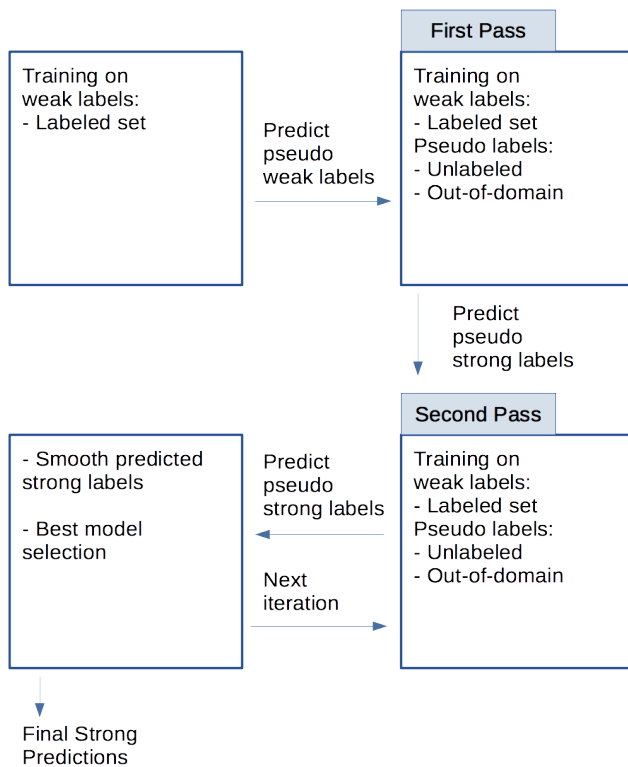 Training on
weak labels:
- Labeled set
Predict
pseudo
weak labels
First Pass
Training on
weak labels:
- Labeled set
Pseudo labels:
- Unlabeled
- Out-of-domain
Predict
pseudo
strong labels
Second Pass
Training on
weak labels:
- Labeled set
Pseudo labels:
- Unlabeled
- Out-of-domain
Predict
pseudo
strong labels
- Smooth predicted
strong labels
- Best model
selection
Next
iteration
Final Strong
Predictions